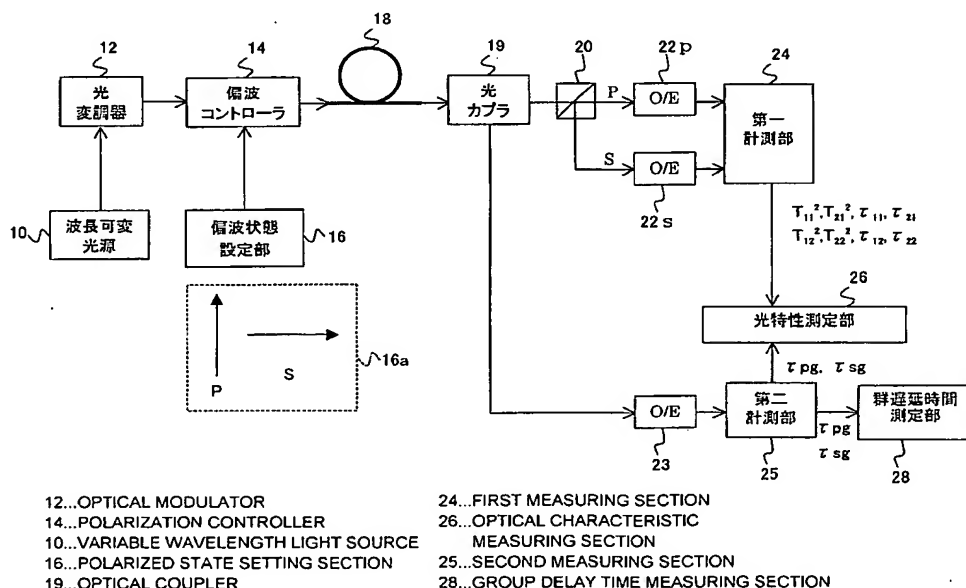 18
12
14
19
20
22p
24
光
変調器
偏波
コントローラ
光
カプラ
P
O/E
第一
計測部
S
O/E
22s
10
波長可変
光源
偏波状態
設定部
16
T₁₁²,T₂₁²,τ₁₁,τ₂₁
T₁₂²,T₂₂²,τ₁₂,τ₂₂
26
光特性測定部
P
S
16a
τpg, τsg
O/E
第二
計測部
群遅延時間
測定部
τpg
τsg
23
25
28
12...OPTICAL MODULATOR
14...POLARIZATION CONTROLLER
10...VARIABLE WAVELENGTH LIGHT SOURCE
16...POLARIZED STATE SETTING SECTION
19...OPTICAL COUPLER
24...FIRST MEASURING SECTION
26...OPTICAL CHARACTERISTIC
MEASURING SECTION
25...SECOND MEASURING SECTION
28...GROUP DELAY TIME MEASURING SECTION